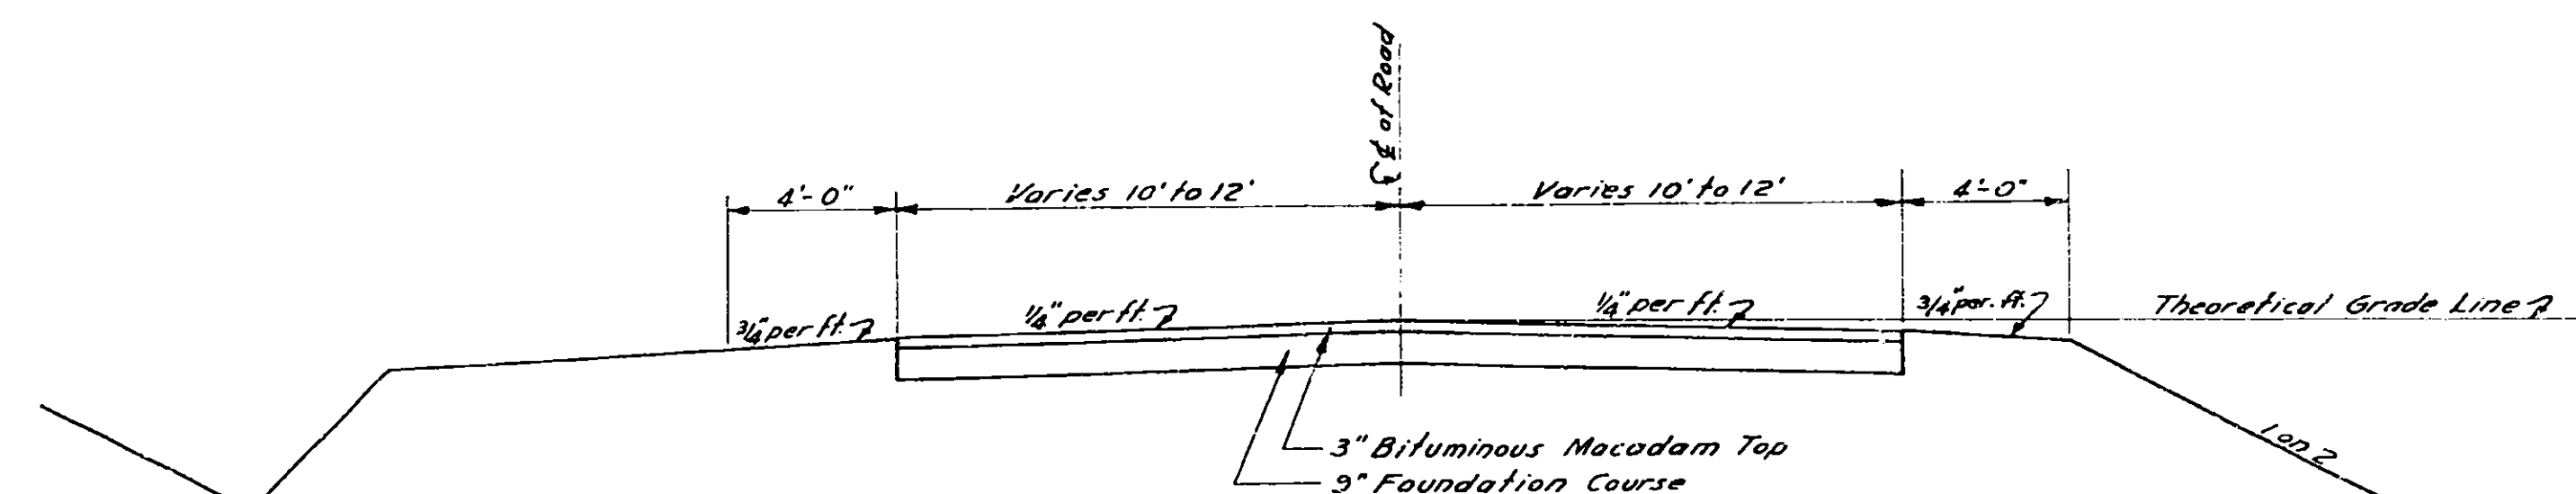 ℄ of Road
4'-0"
Varies 10' to 12'
Varies 10' to 12'
4'-0"
3/4" per ft.
1/4" per ft.
1/4" per ft.
3/4" per. ft.
Theoretical Grade Line
1 on 2
3" Bituminous Macadam Top
9" Foundation Course